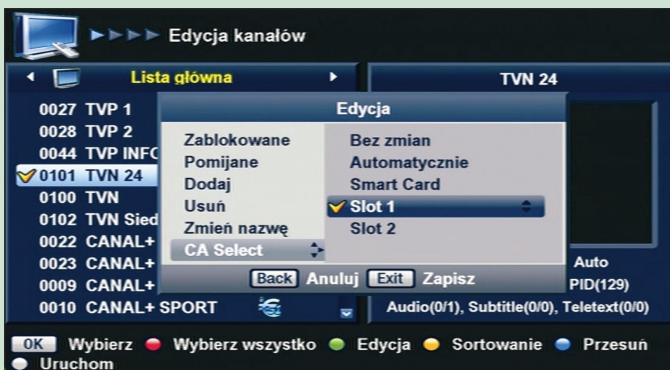 Edycja kanałów
Lista główna
TVN 24
0027 TVP 1
0028 TVP 2
0044 TVP INFO
0101 TVN 24
0100 TVN
0102 TVN Sied
0022 CANAL+
0023 CANAL+
0009 CANAL+
0010 CANAL+ SPORT
Edycja
Zablokowane
Pomijane
Dodaj
Usuń
Zmień nazwę
CA Select
Bez zmian
Automatycznie
Smart Card
Slot 1
Slot 2
Back Anuluj Exit Zapisz
Auto
PID(129)
Audio(0/1), Subtitle(0/0), Teletext(0/0)
OK Wybierz Wybierz wszystko Edycja Sortowanie Przesuń
Uruchom